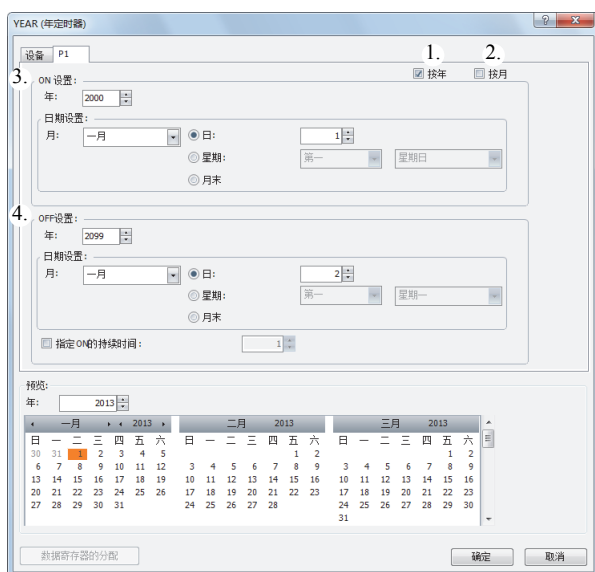 YEAR (年定时器)
设备 P1
1. 2.
按年 按月
3. ON 设置:
年: 2000
日期设置:
月: 一月 日: 1
星期: 第一 星期日
月末
4. OFF设置:
年: 2099
日期设置:
月: 一月 日: 2
星期: 第一 星期一
月末
指定ON的持续时间: 1
预览:
年: 2013
一月 2013 二月 2013 三月 2013
日 一 二 三 四 五 六 日 一 二 三 四 五 六 日 一 二 三 四 五 六
30 31 1 2 3 4 5 1 2 1 2
6 7 8 9 10 11 12 3 4 5 6 7 8 9 3 4 5 6 7 8 9
13 14 15 16 17 18 19 10 11 12 13 14 15 16 10 11 12 13 14 15 16
20 21 22 23 24 25 26 17 18 19 20 21 22 23 17 18 19 20 21 22 23
27 28 29 30 31 24 25 26 27 28 24 25 26 27 28 29 30
31
数据寄存器的分配 确定 取消